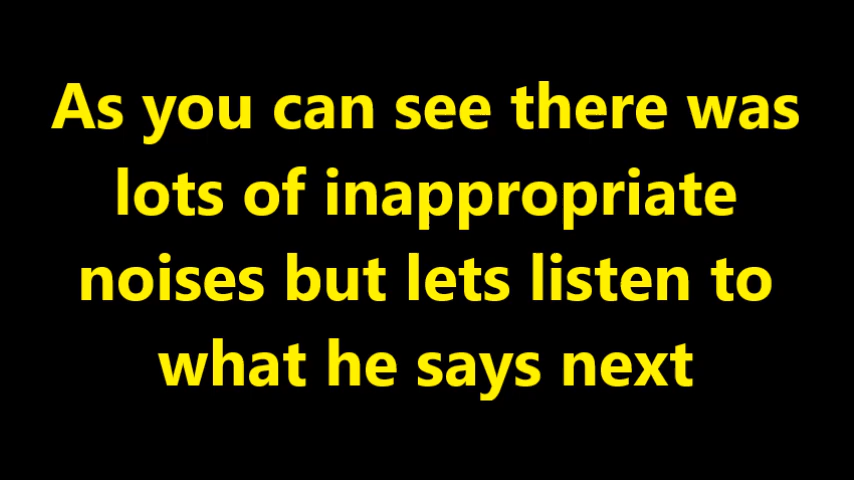 As you can see there was
lots of inappropriate
noises but lets listen to
what he says next